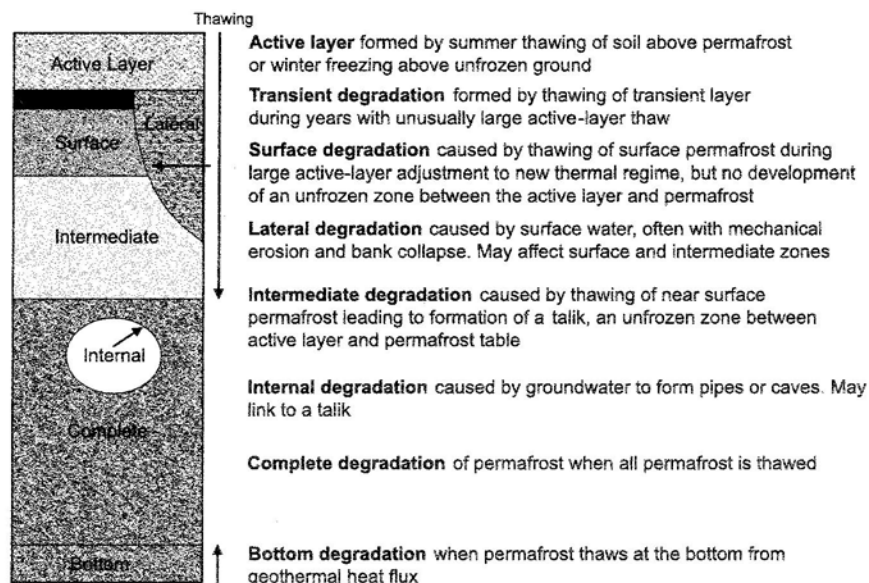 Thawing
Active Layer
Lateral
Surface
Intermediate
Internal
Complete
Bottom
Active layer formed by summer thawing of soil above permafrost
or winter freezing above unfrozen ground
Transient degradation formed by thawing of transient layer
during years with unusually large active-layer thaw
Surface degradation caused by thawing of surface permafrost during
large active-layer adjustment to new thermal regime, but no development
of an unfrozen zone between the active layer and permafrost
Lateral degradation caused by surface water, often with mechanical
erosion and bank collapse. May affect surface and intermediate zones
Intermediate degradation caused by thawing of near surface
permafrost leading to formation of a talik, an unfrozen zone between
active layer and permafrost table
Internal degradation caused by groundwater to form pipes or caves. May
link to a talik
Complete degradation of permafrost when all permafrost is thawed
Bottom degradation when permafrost thaws at the bottom from
geothermal heat flux